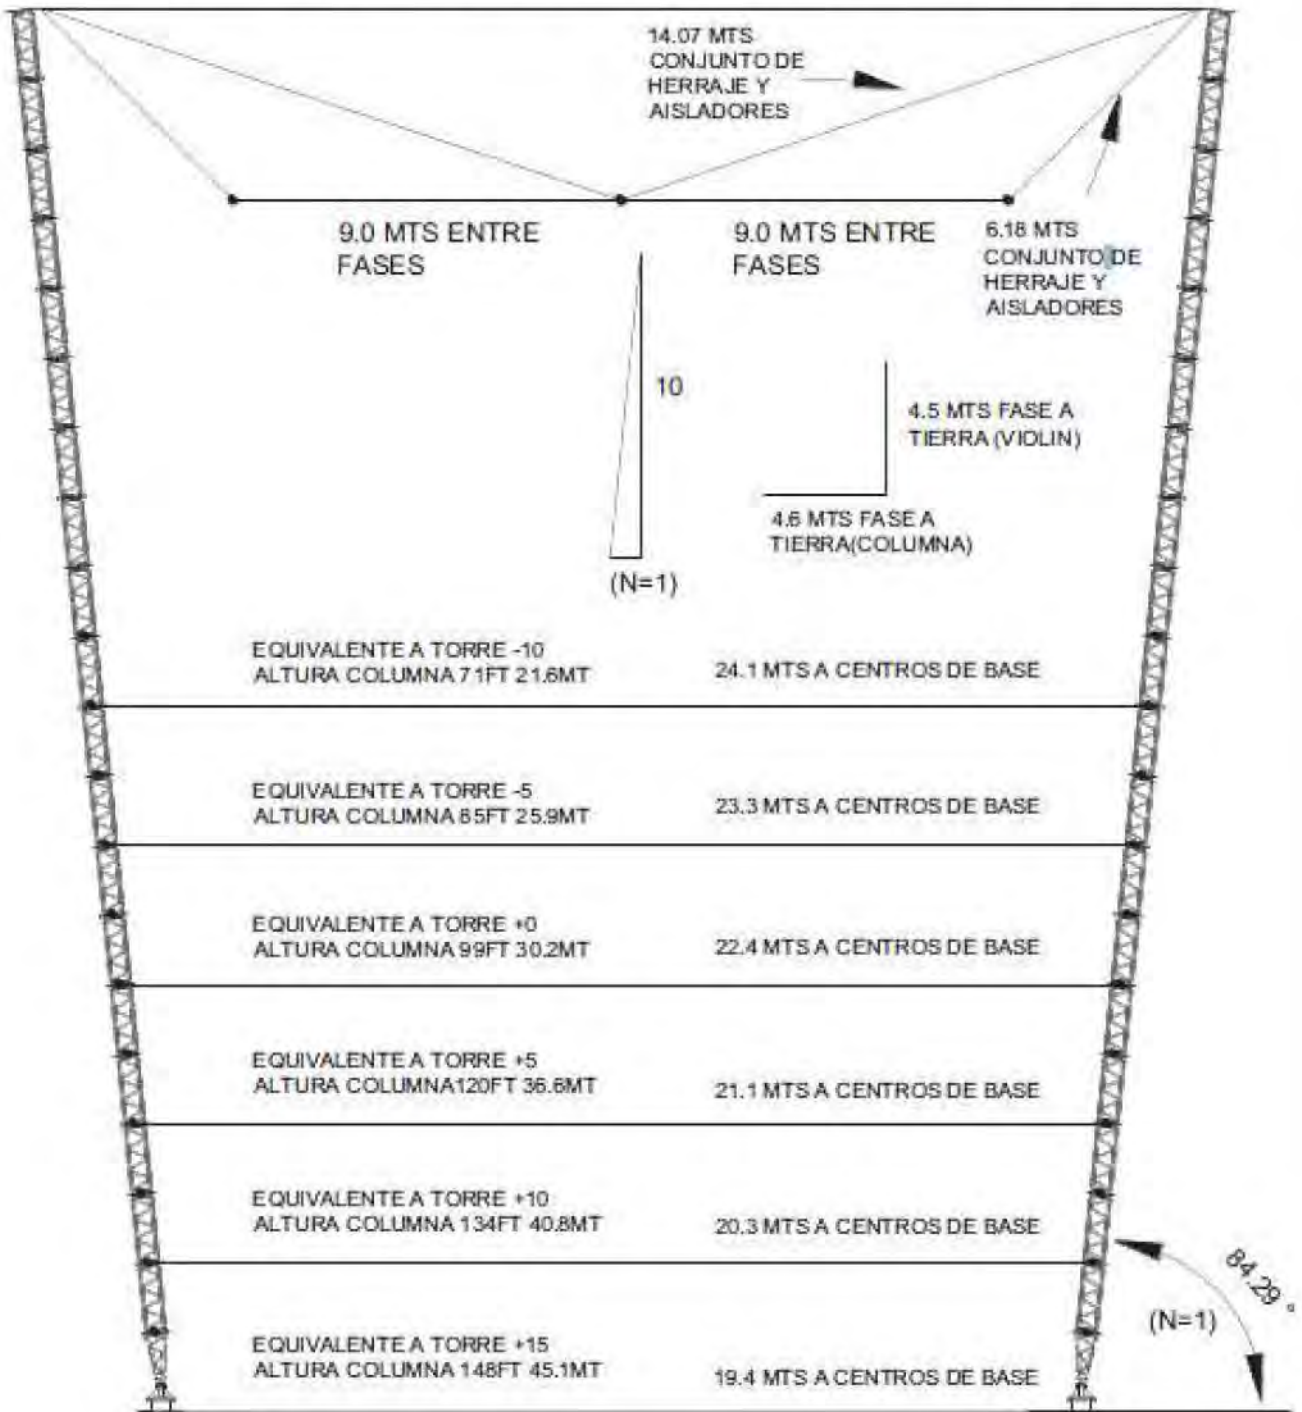 14.07 MTS
CONJUNTO DE
HERRAJE Y
AISLADORES
9.0 MTS ENTRE
FASES
9.0 MTS ENTRE
FASES
6.18 MTS
CONJUNTO DE
HERRAJE Y
AISLADORES
10
(N=1)
4.5 MTS FASE A
TIERRA (VIOLIN)
4.6 MTS FASE A
TIERRA(COLUMNA)
EQUIVALENTE A TORRE -10
ALTURA COLUMNA 71FT 21.6MT
24.1 MTS A CENTROS DE BASE
EQUIVALENTE A TORRE -5
ALTURA COLUMNA 85FT 25.9MT
23.3 MTS A CENTROS DE BASE
EQUIVALENTE A TORRE +0
ALTURA COLUMNA 99FT 30.2MT
22.4 MTS A CENTROS DE BASE
EQUIVALENTE A TORRE +5
ALTURA COLUMNA120FT 36.6MT
21.1 MTS A CENTROS DE BASE
EQUIVALENTE A TORRE +10
ALTURA COLUMNA 134FT 40.8MT
20.3 MTS A CENTROS DE BASE
84.29 °
(N=1)
EQUIVALENTE A TORRE +15
ALTURA COLUMNA 148FT 45.1MT
19.4 MTS A CENTROS DE BASE